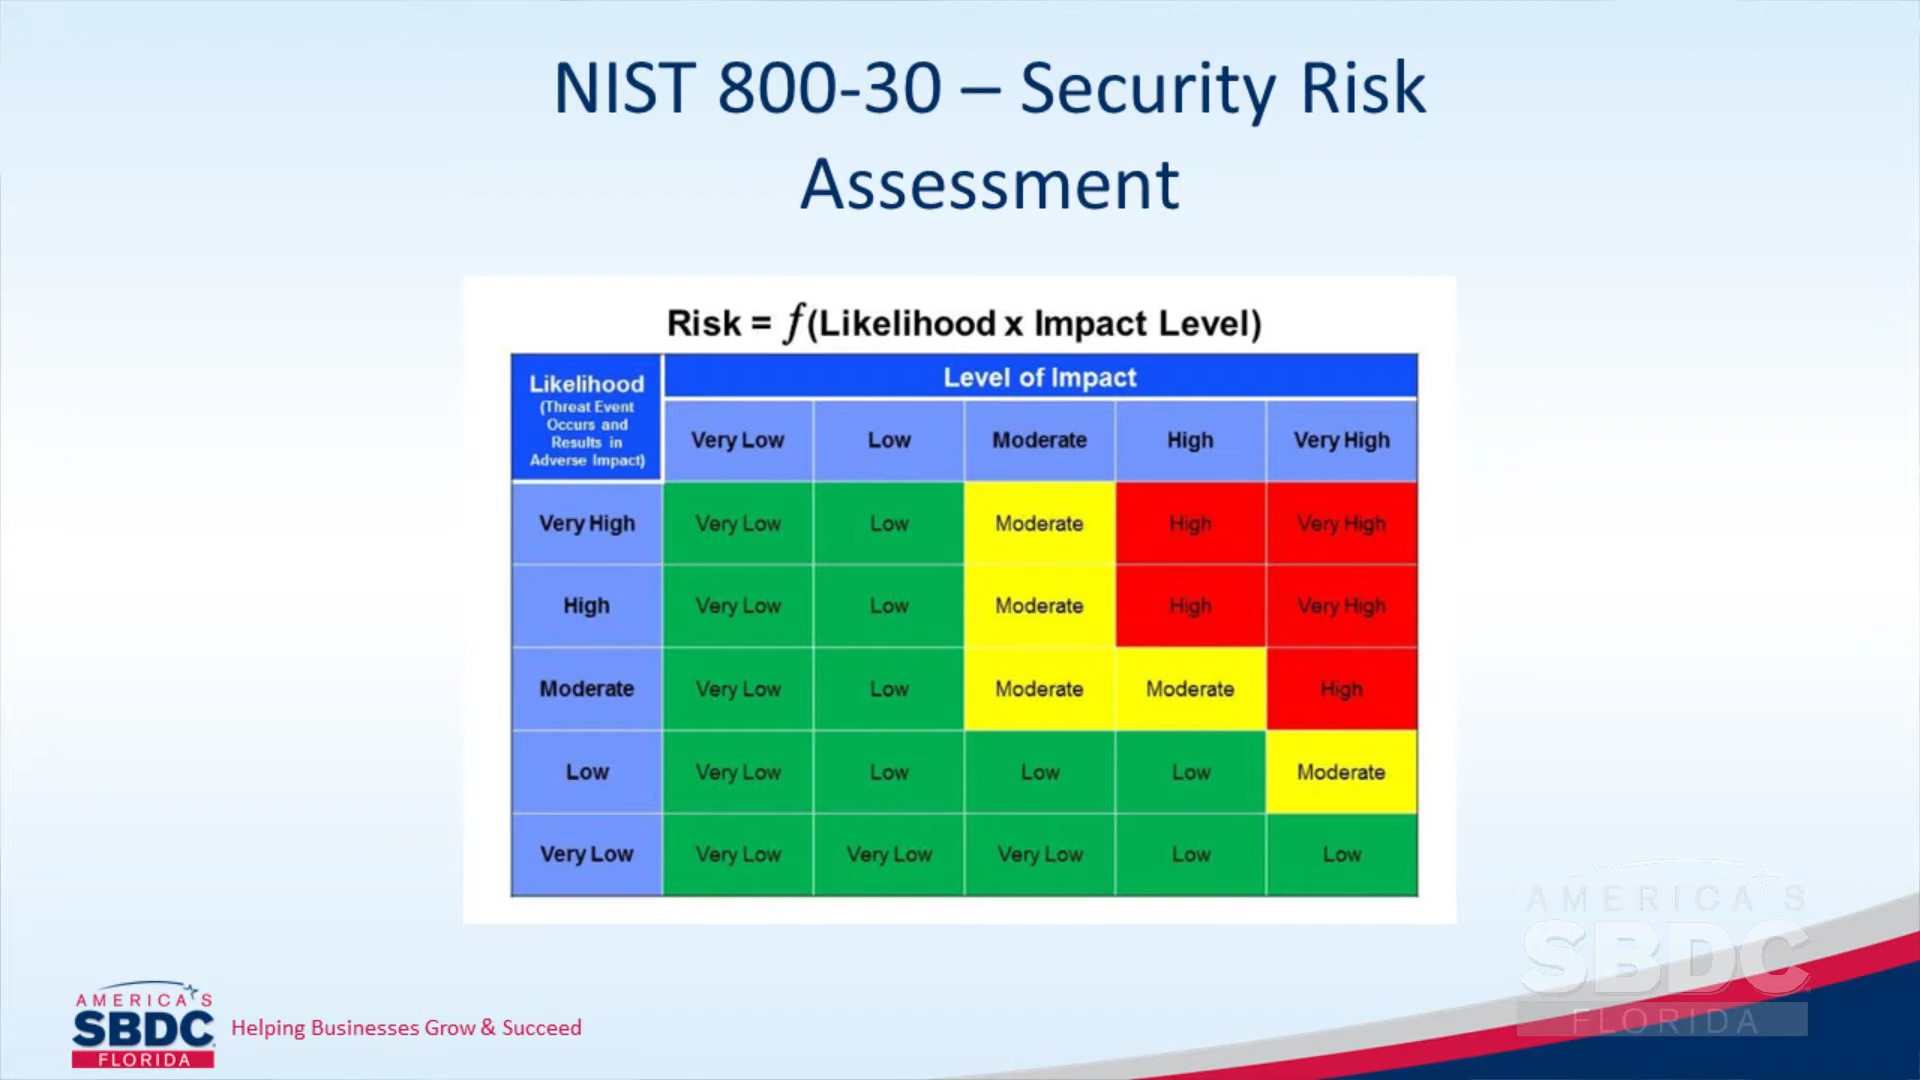 NIST 800-30 – Security Risk
Assessment
Risk = f(Likelihood x Impact Level)
Likelihood
(Threat Event
Occurs and
Results in
Adverse Impact)
Level of Impact
Very Low Low Moderate High Very High
Very High Very Low Low Moderate High Very High
High Very Low Low Moderate High Very High
Moderate Very Low Low Moderate Moderate High
Low Very Low Low Low Low Moderate
Very Low Very Low Very Low Very Low Low Low
AMERICA'S
SBDC
FLORIDA
Helping Businesses Grow & Succeed
AMERICA'S
SBDC
FLORIDA